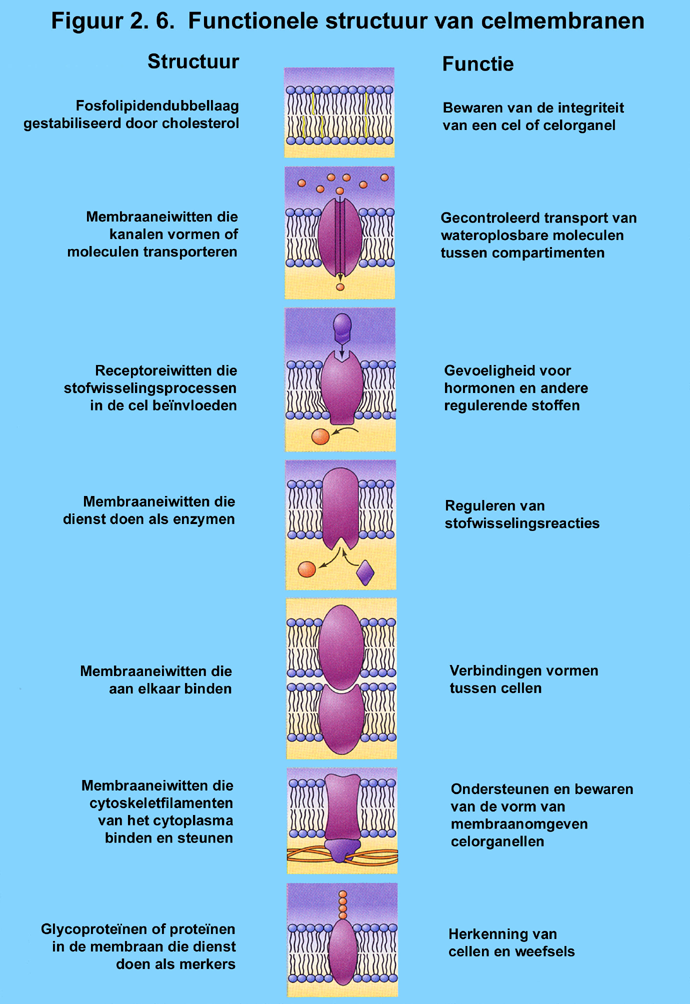 Figuur 2. 6. Functionele structuur van celmembranen
Structuur
Functie
Fosfolipidendubbellaag
gestabiliseerd door cholesterol
Bewaren van de integriteit
van een cel of celorganel
Membraaneiwitten die
kanalen vormen of
moleculen transporteren
Gecontroleerd transport van
wateroplosbare moleculen
tussen compartimenten
Receptoreiwitten die
stofwisselingsprocessen
in de cel beïnvloeden
Gevoeligheid voor
hormonen en andere
regulerende stoffen
Membraaneiwitten die
dienst doen als enzymen
Reguleren van
stofwisselingsreacties
Membraaneiwitten die
aan elkaar binden
Verbindingen vormen
tussen cellen
Membraaneiwitten die
cytoskeletfilamenten
van het cytoplasma
binden en steunen
Ondersteunen en bewaren
van de vorm van
membraanomgeven
celorganellen
Glycoproteïnen of proteïnen
in de membraan die dienst
doen als merkers
Herkenning van
cellen en weefsels